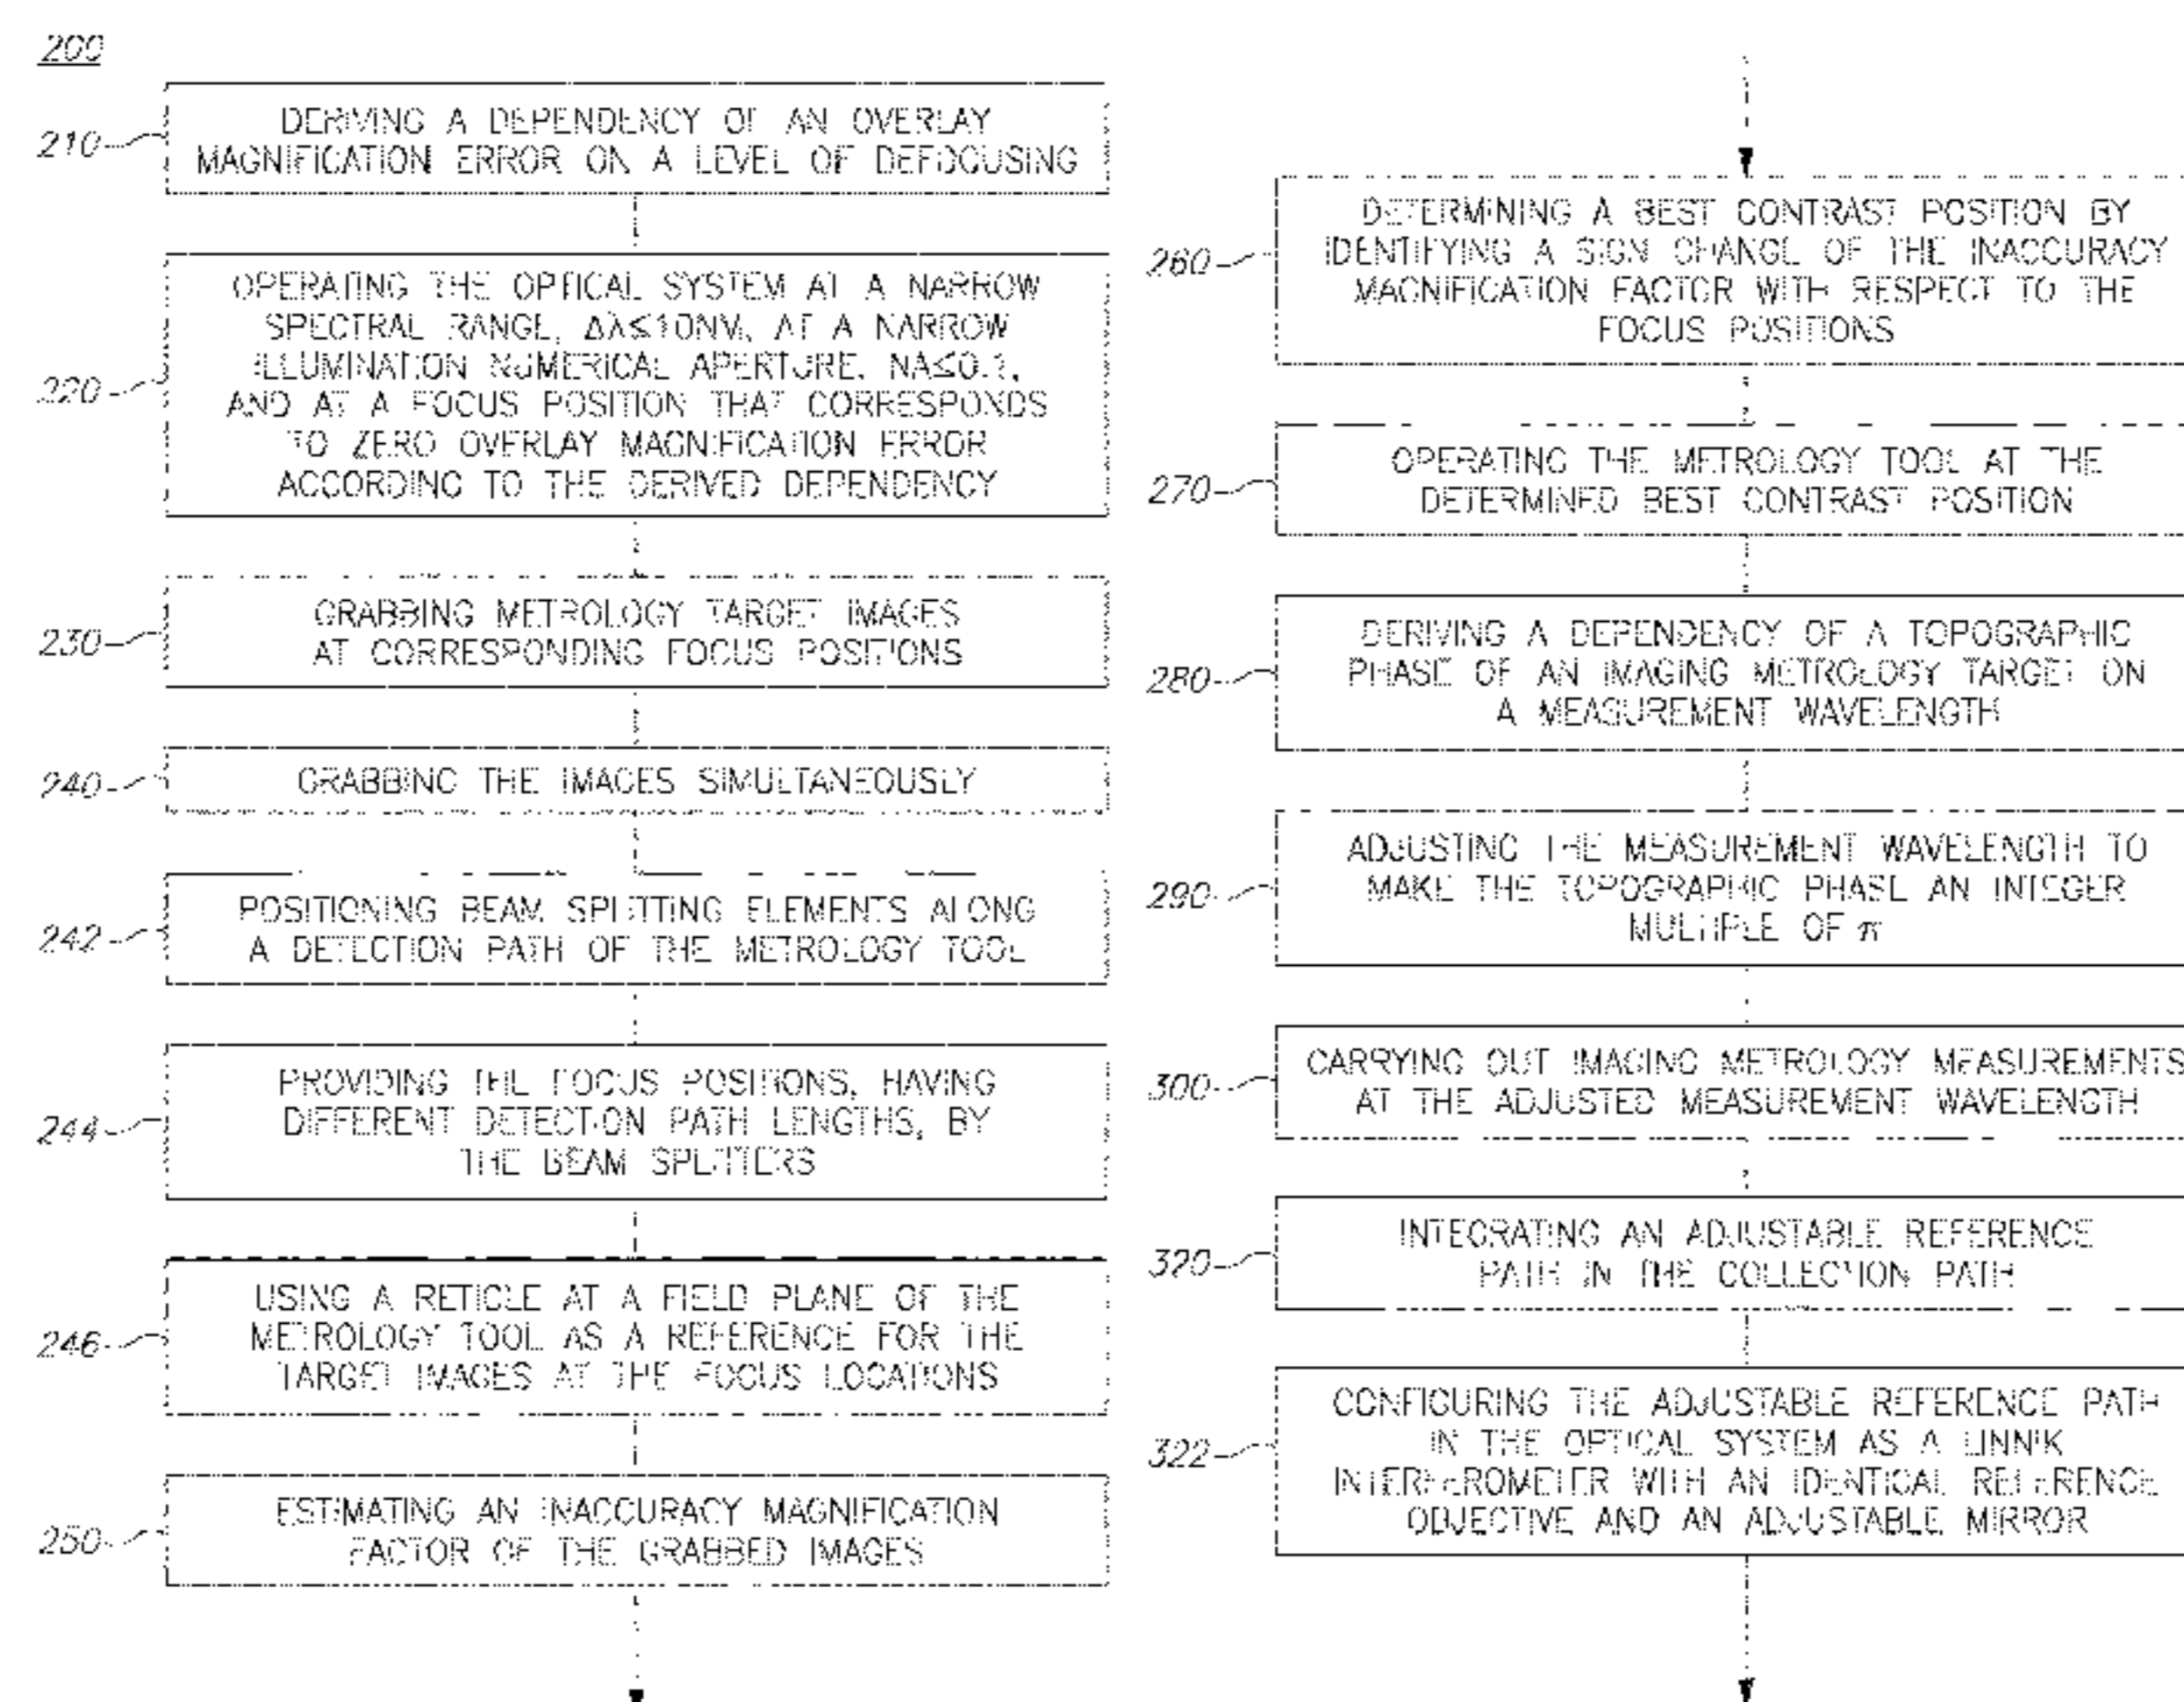 200
210
DERIVING A DEPENDENCY OF AN OVERLAY
MAGNIFICATION ERROR ON A LEVEL OF DEFOCUSING
220
OPERATING THE OPTICAL SYSTEM AT A NARROW
SPECTRAL RANGE, Δλ≤10NM, AT A NARROW
ILLUMINATION NUMERICAL APERTURE, NA≤0.1,
AND AT A FOCUS POSITION THAT CORRESPONDS
TO ZERO OVERLAY MAGNIFICATION ERROR
ACCORDING TO THE DERIVED DEPENDENCY
230
GRABBING METROLOGY TARGET IMAGES
AT CORRESPONDING FOCUS POSITIONS
240
GRABBING THE IMAGES SIMULTANEOUSLY
242
POSITIONING BEAM SPLITTING ELEMENTS ALONG
A DETECTION PATH OF THE METROLOGY TOOL
244
PROVIDING THE FOCUS POSITIONS, HAVING
DIFFERENT DETECTION PATH LENGTHS, BY
THE BEAM SPLITTERS
246
USING A RETICLE AT A FIELD PLANE OF THE
METROLOGY TOOL AS A REFERENCE FOR THE
TARGET IMAGES AT THE FOCUS LOCATIONS
250
ESTIMATING AN INACCURACY MAGNIFICATION
FACTOR OF THE GRABBED IMAGES
260
DETERMINING A BEST CONTRAST POSITION BY
IDENTIFYING A SIGN CHANGE OF THE INACCURACY
MAGNIFICATION FACTOR WITH RESPECT TO THE
FOCUS POSITIONS
270
OPERATING THE METROLOGY TOOL AT THE
DETERMINED BEST CONTRAST POSITION
280
DERIVING A DEPENDENCY OF A TOPOGRAPHIC
PHASE OF AN IMAGING METROLOGY TARGET ON
A MEASUREMENT WAVELENGTH
290
ADJUSTING THE MEASUREMENT WAVELENGTH TO
MAKE THE TOPOGRAPHIC PHASE AN INTEGER
MULTIPLE OF π
300
CARRYING OUT IMAGING METROLOGY MEASUREMENTS
AT THE ADJUSTED MEASUREMENT WAVELENGTH
320
INTEGRATING AN ADJUSTABLE REFERENCE
PATH IN THE COLLECTION PATH
322
CONFIGURING THE ADJUSTABLE REFERENCE PATH
IN THE OPTICAL SYSTEM AS A LINNIK
INTERFEROMETER WITH AN IDENTICAL REFERENCE
OBJECTIVE AND AN ADJUSTABLE MIRROR